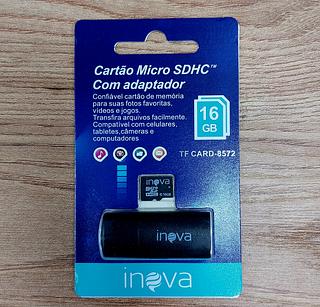 Cartão Micro SDHC™
Com adaptador
Confiável cartão de memória
para suas fotos favoritas,
vídeos e jogos.
Transfira arquivos facilmente.
Compatível com celulares,
tabletes,câmeras e
computadores
16
GB
TF CARD-8572
inova
inova
inova